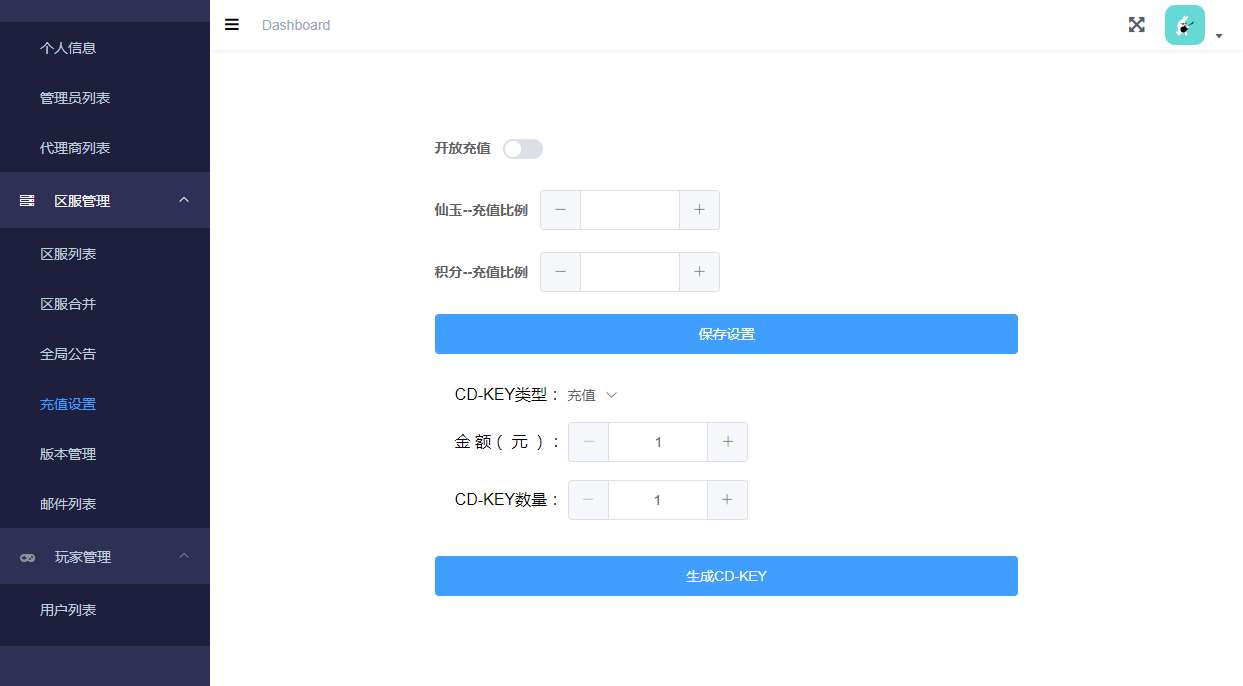 Dashboard
个人信息
管理员列表
代理商列表
区服管理
区服列表
区服合并
全局公告
充值设置
版本管理
邮件列表
玩家管理
用户列表
开放充值
仙玉--充值比例
积分--充值比例
保存设置
CD-KEY类型： 充值
金 额（ 元 ）： 1
CD-KEY数量： 1
生成CD-KEY